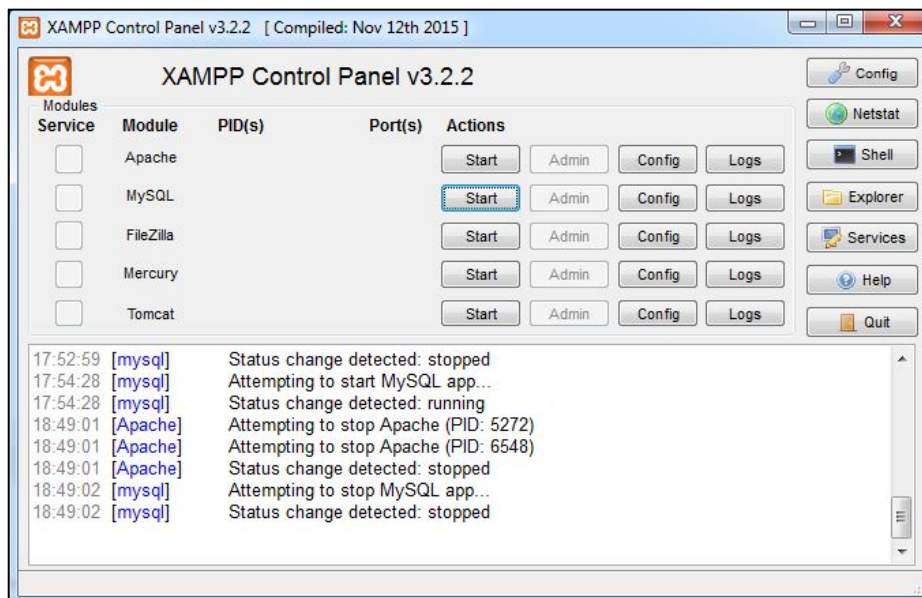 XAMPP Control Panel v3.2.2 [ Compiled: Nov 12th 2015 ]
XAMPP Control Panel v3.2.2
Modules
Service Module PID(s) Port(s) Actions
Apache Start Admin Config Logs
MySQL Start Admin Config Logs
FileZilla Start Admin Config Logs
Mercury Start Admin Config Logs
Tomcat Start Admin Config Logs
Config
Netstat
Shell
Explorer
Services
Help
Quit
17:52:59 [mysql] Status change detected: stopped
17:54:28 [mysql] Attempting to start MySQL app...
17:54:28 [mysql] Status change detected: running
18:49:01 [Apache] Attempting to stop Apache (PID: 5272)
18:49:01 [Apache] Attempting to stop Apache (PID: 6548)
18:49:01 [Apache] Status change detected: stopped
18:49:02 [mysql] Attempting to stop MySQL app...
18:49:02 [mysql] Status change detected: stopped